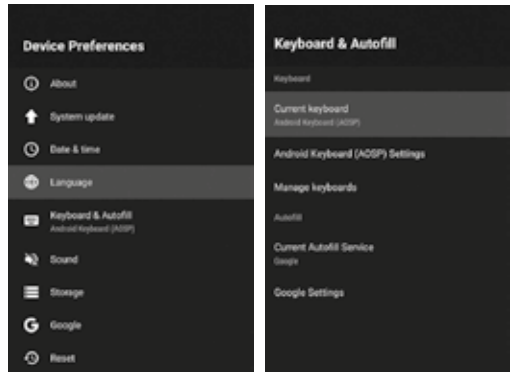 Device Preferences
About
System update
Date & time
Language
Keyboard & Autofill
Android Keyboard (AOSP)
Sound
Storage
Google
Reset
Keyboard & Autofill
Keyboard
Current keyboard
Android Keyboard (AOSP)
Android Keyboard (AOSP) Settings
Manage keyboards
Autofill
Current Autofill Service
Google
Google Settings